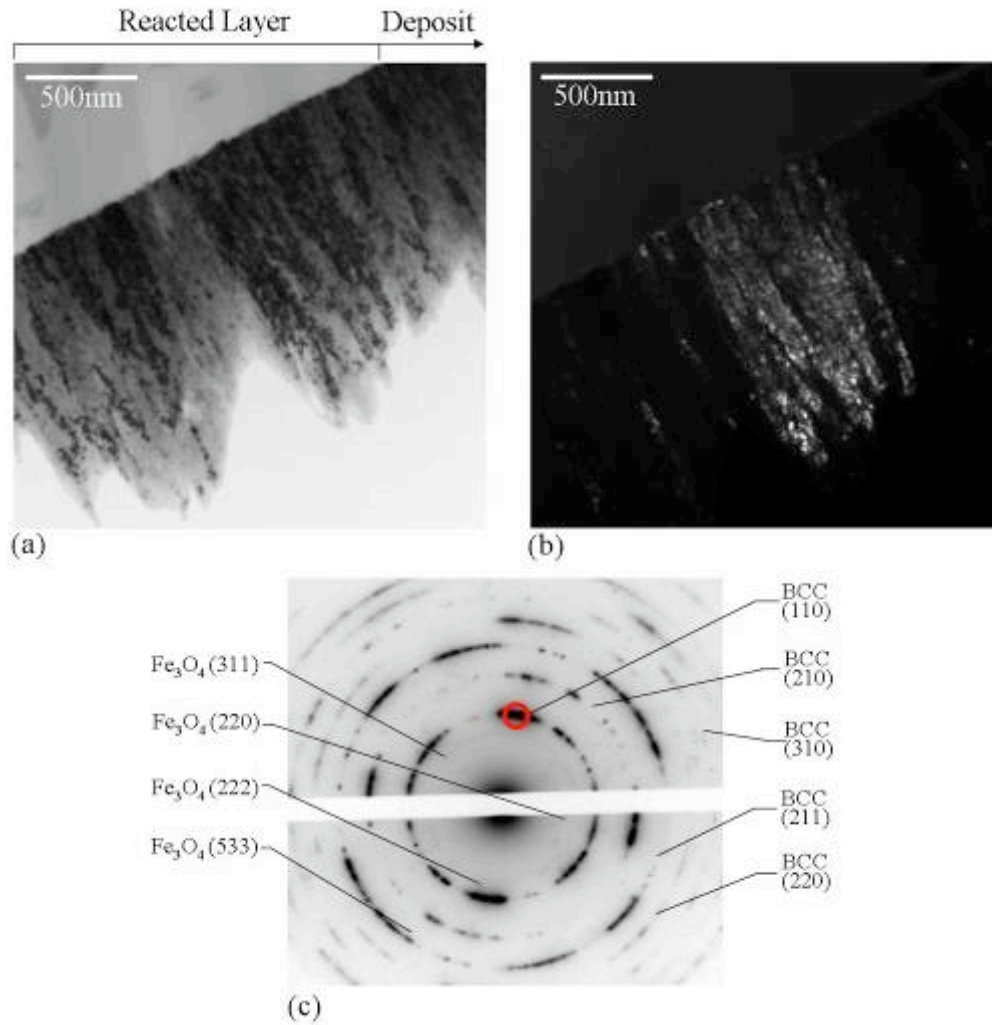 Reacted Layer Deposit
500nm
500nm
(a)
(b)
BCC
(110)
Fe₃O₄(311)
BCC
(210)
Fe₃O₄(220)
BCC
(310)
Fe₃O₄(222)
BCC
(211)
Fe₃O₄(533)
BCC
(220)
(c)